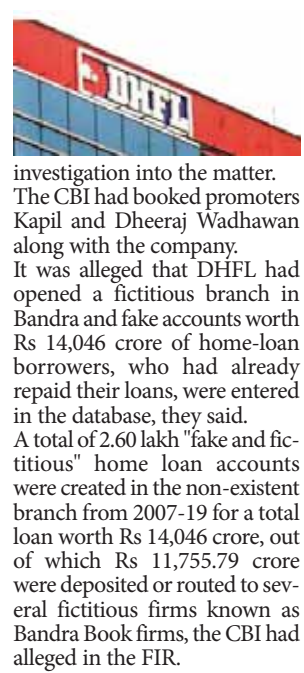 DHFL
investigation into the matter.
The CBI had booked promoters
Kapil and Dheeraj Wadhawan
along with the company.
It was alleged that DHFL had
opened a fictitious branch in
Bandra and fake accounts worth
Rs 14,046 crore of home-loan
borrowers, who had already
repaid their loans, were entered
in the database, they said.
A total of 2.60 lakh "fake and fic-
titious" home loan accounts
were created in the non-existent
branch from 2007-19 for a total
loan worth Rs 14,046 crore, out
of which Rs 11,755.79 crore
were deposited or routed to sev-
eral fictitious firms known as
Bandra Book firms, the CBI had
alleged in the FIR.